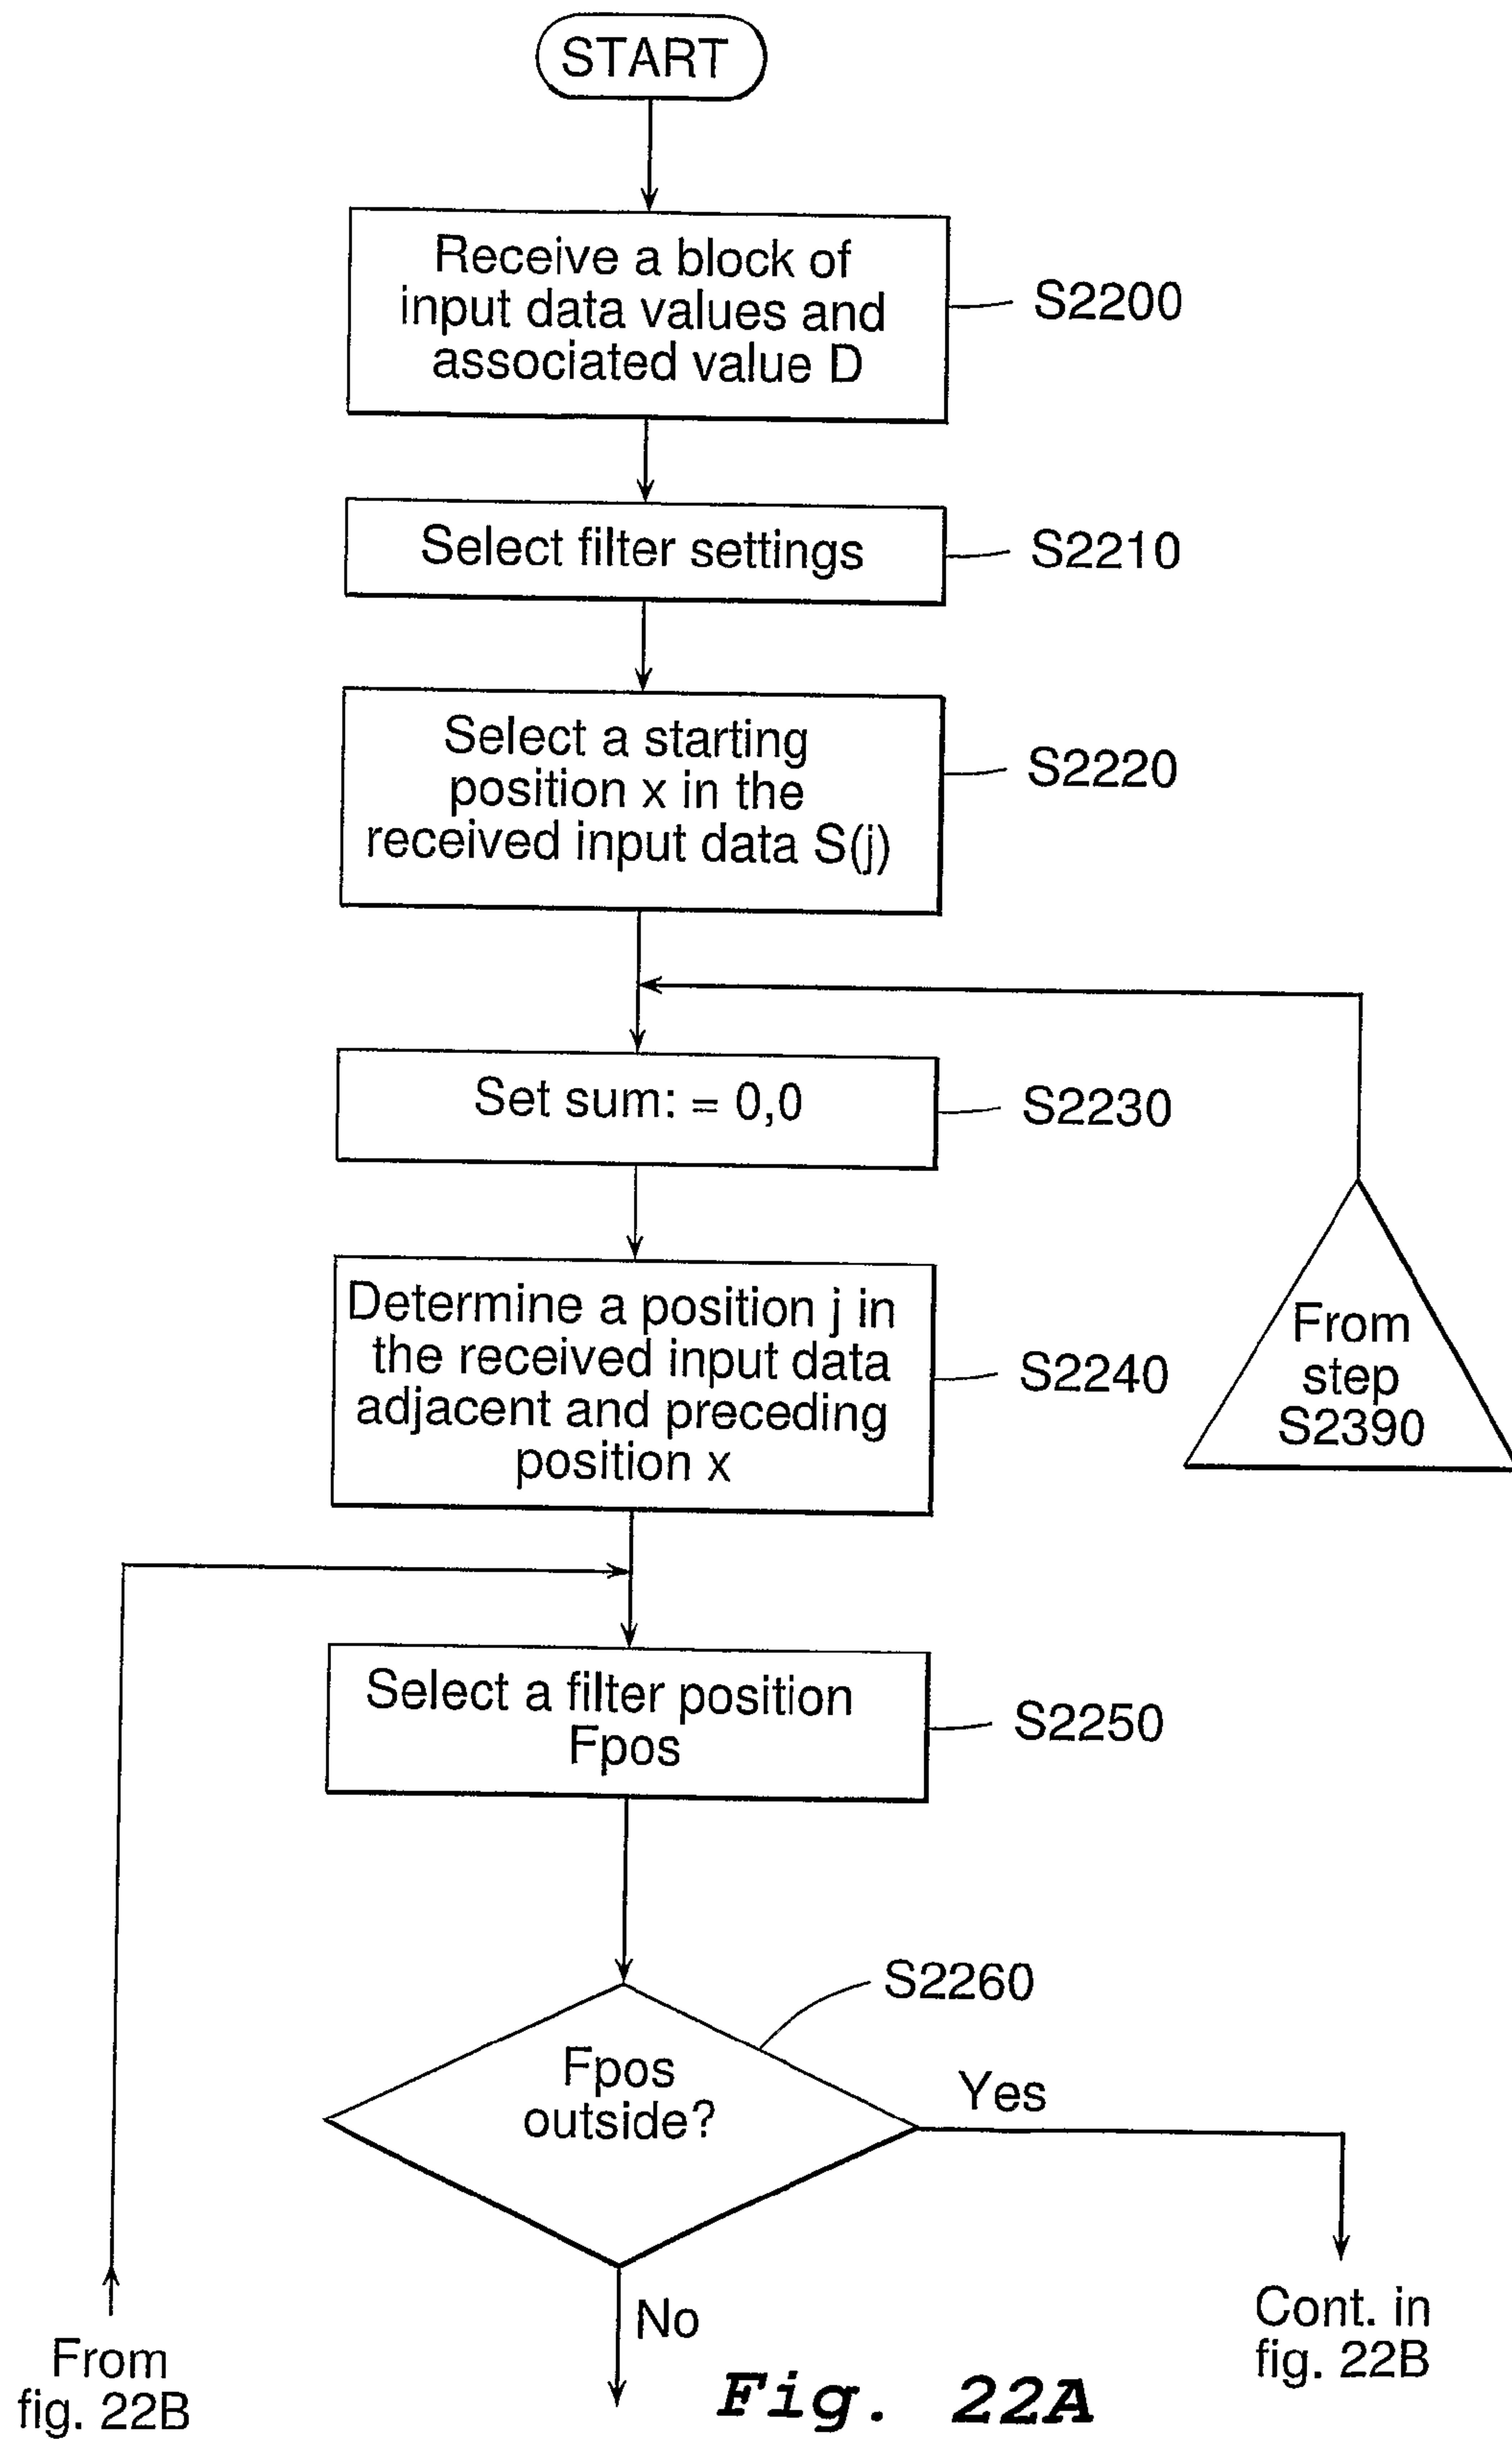 START
Receive a block of
input data values and
associated value D
S2200
Select filter settings
S2210
Select a starting
position x in the
received input data S(j)
S2220
Set sum: = 0,0
S2230
Determine a position j in
the received input data
adjacent and preceding
position x
S2240
From
step
S2390
Select a filter position
Fpos
S2250
S2260
Fpos
outside?
Yes
No
Cont. in
fig. 22B
From
fig. 22B
Fig. 22A